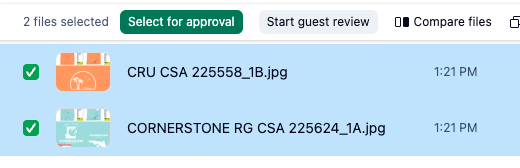 2 files selected Select for approval Start guest review Compare files
CRU CSA 225558_1B.jpg 1:21 PM
CORNERSTONE RG CSA 225624_1A.jpg 1:21 PM